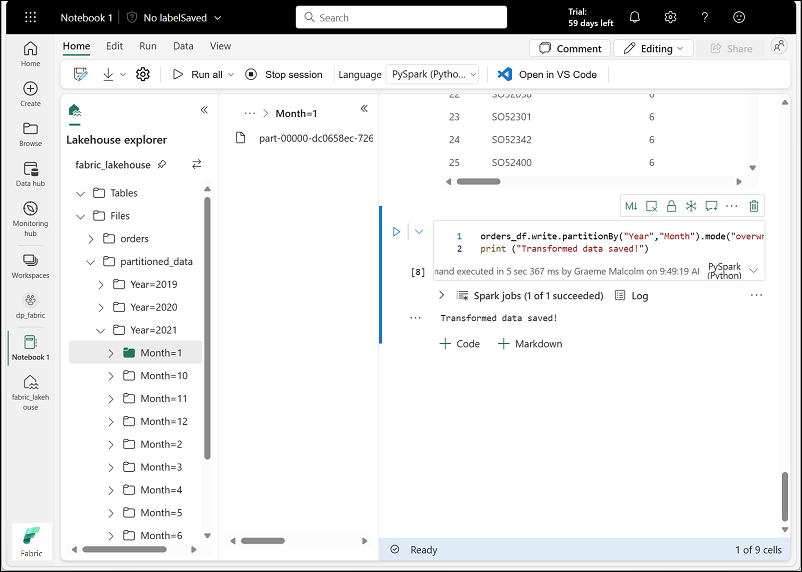 Notebook 1
No label Saved
Search
Trial:
59 days left
Home
Create
Browse
Data hub
Monitoring
hub
Workspaces
dp_fabric
Notebook 1
fabric_lakeh
ouse
Fabric
Home Edit Run Data View
Comment
Editing
Share
Run all
Stop session
Language
PySpark (Pytho...
Open in VS Code
Lakehouse explorer
fabric_lakehouse
Tables
Files
orders
partitioned_data
Year=2019
Year=2020
Year=2021
Month=1
Month=10
Month=11
Month=12
Month=2
Month=3
Month=4
Month=5
Month=6
... > Month=1
part-00000-dc0658ec-726
22 6
23 SO52301 6
24 SO52342 6
25 SO52400 6
M↓
1 orders_df.write.partitionBy("Year","Month").mode("overw
2 print ("Transformed data saved!")
[8]
mand executed in 5 sec 367 ms by Graeme Malcolm on 9:49:19 A
PySpark
(Python)
Spark jobs (1 of 1 succeeded)
Log
Transformed data saved!
+ Code + Markdown
Ready
1 of 9 cells